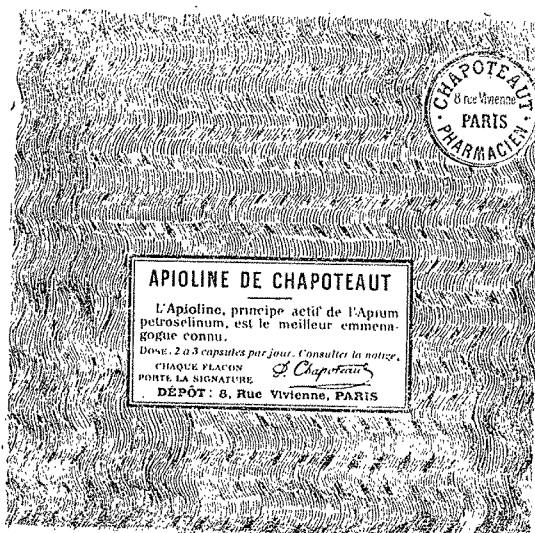 CHAPOTEAUT
8 rue Vivienne
PARIS
PHARMACIEN
APIOLINE DE CHAPOTEAUT
L'Apioline, principe actif de l'Apium
petroselinum, est le meilleur emmena-
gogue connu.
DOSE. 2 à 3 capsules par jour. Consulter la notice.
CHAQUE FLACON
PORTE LA SIGNATURE
P. Chapoteaut
DÉPÔT: 8, Rue Vivienne, PARIS